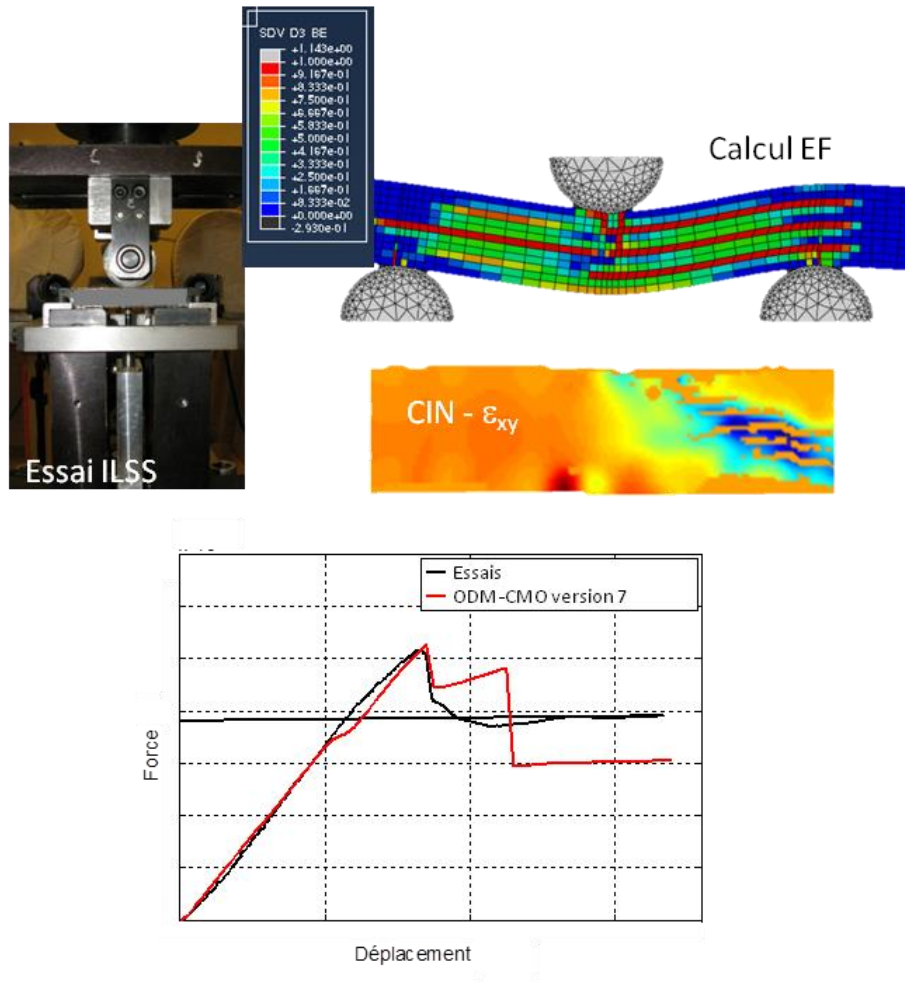 SDV D3 BE
+1.143e+00
+1.000e+00
+9.167e-01
+8.333e-01
+7.500e-01
+6.667e-01
+5.833e-01
+5.000e-01
+4.167e-01
+3.333e-01
+2.500e-01
+1.667e-01
+8.333e-02
+0.000e+00
-2.930e-01
Calcul EF
Essai ILSS
CIN - εxy
Essais
ODM-CMO version 7
Force
Déplacement